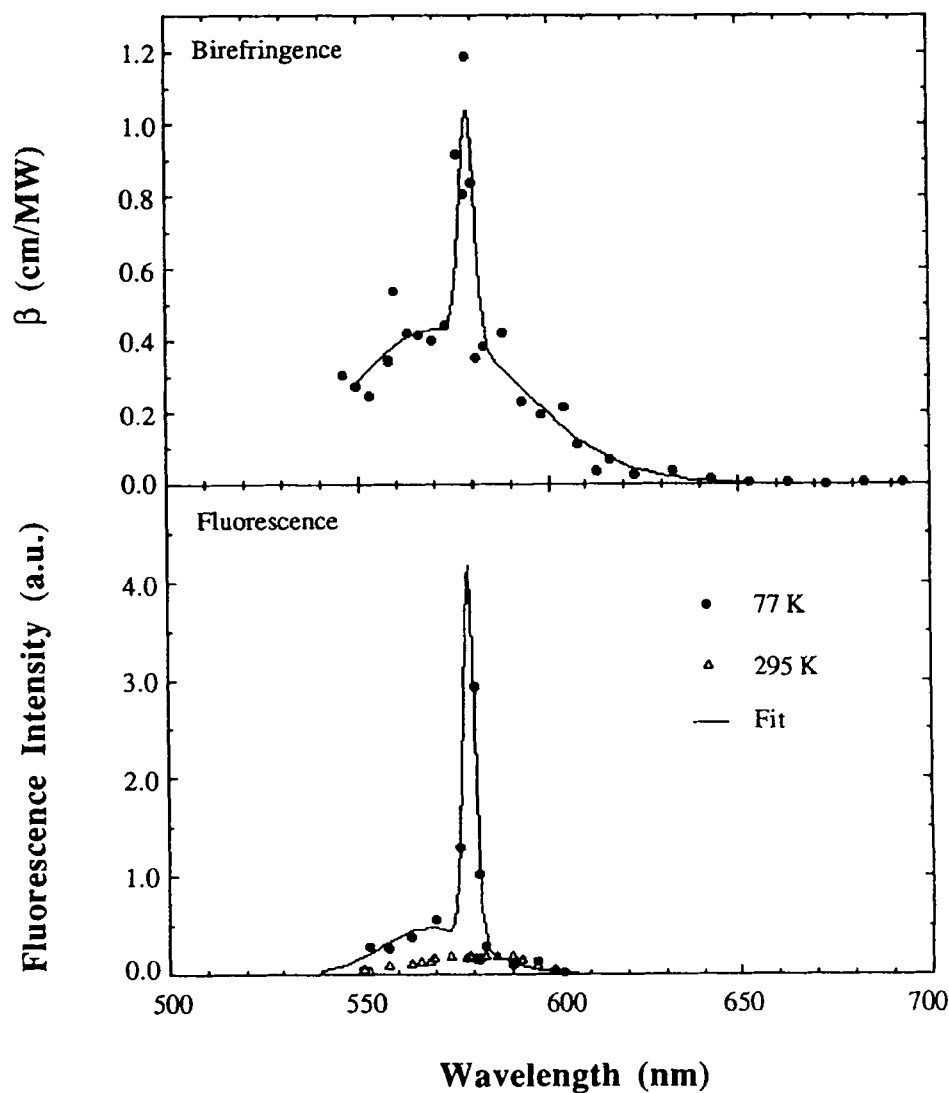 Birefringence
β (cm/MW)
1.2
1.0
0.8
0.6
0.4
0.2
0.0
Fluorescence
Fluorescence Intensity (a.u.)
4.0
3.0
2.0
1.0
0.0
77 K
295 K
Fit
500
550
600
650
700
Wavelength (nm)